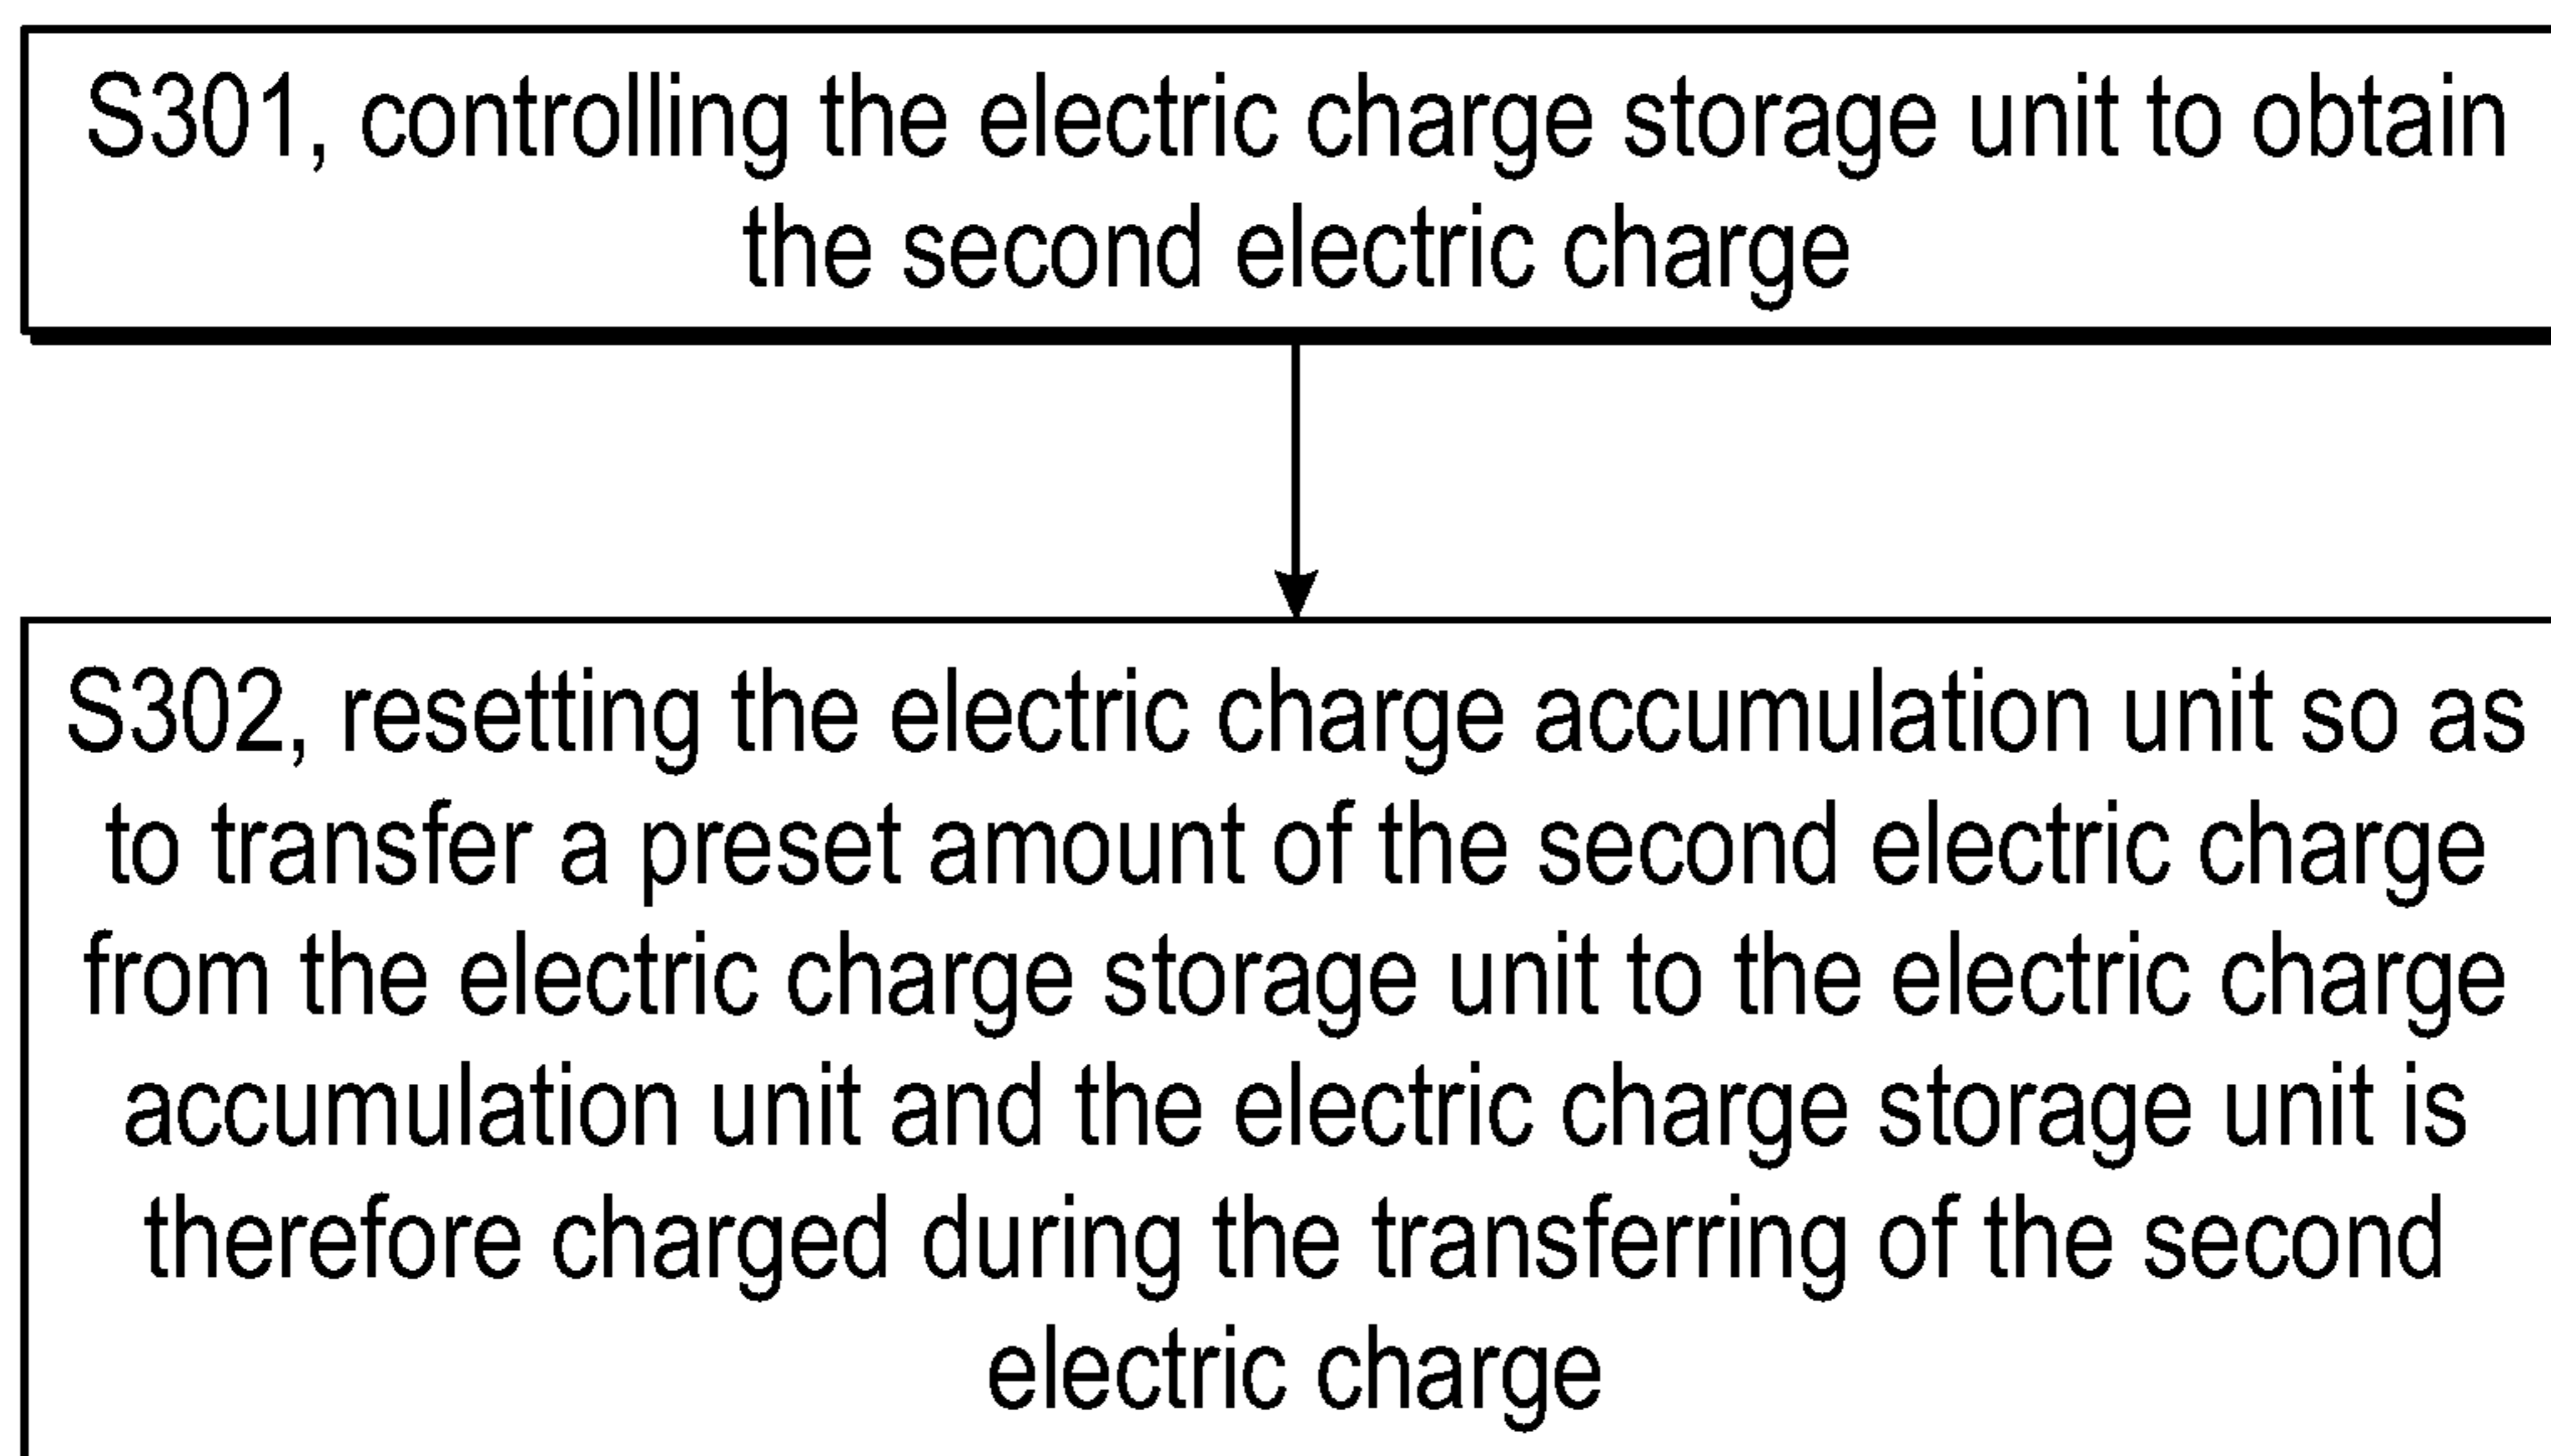 S301, controlling the electric charge storage unit to obtain
the second electric charge
S302, resetting the electric charge accumulation unit so as
to transfer a preset amount of the second electric charge
from the electric charge storage unit to the electric charge
accumulation unit and the electric charge storage unit is
therefore charged during the transferring of the second
electric charge